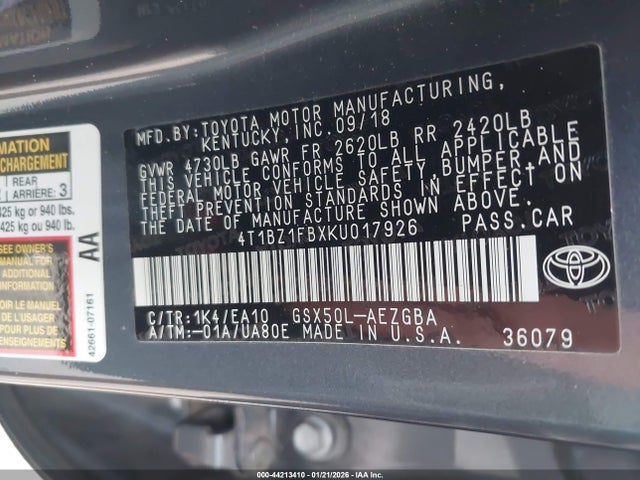 MFD.BY:TOYOTA MOTOR MANUFACTURING,
KENTUCKY,INC.09/18
GVWR 4730LB GAWR FR 2620LB RR 2420LB
THIS VEHICLE CONFORMS TO ALL APPLICABLE
FEDERAL MOTOR VEHICLE SAFETY,BUMPER,AND
THEFT PREVENTION STANDARDS IN EFFECT ON
THE DATE OF MANUFACTURE SHOWN ABOVE.
4T1BZ1FBXKU017926 PASS.CAR
C/TR:1K4/EA10 GSX50L-AEZGBA
A/TM:-01A/UA80E MADE IN U.S.A. 36079
MATION
CHARGEMENT
REAR
ARRIÈRE: 3
425 kg or 940 lbs.
425 kg ou 940 lb.
SEE OWNER'S
MANUAL FOR
ADDITIONAL
INFORMATION
Voir le Manuel
de L'usager
pour plus de
renseignements
AA
42661-07161
000-44213410 - 01/21/2026 - IAA Inc.